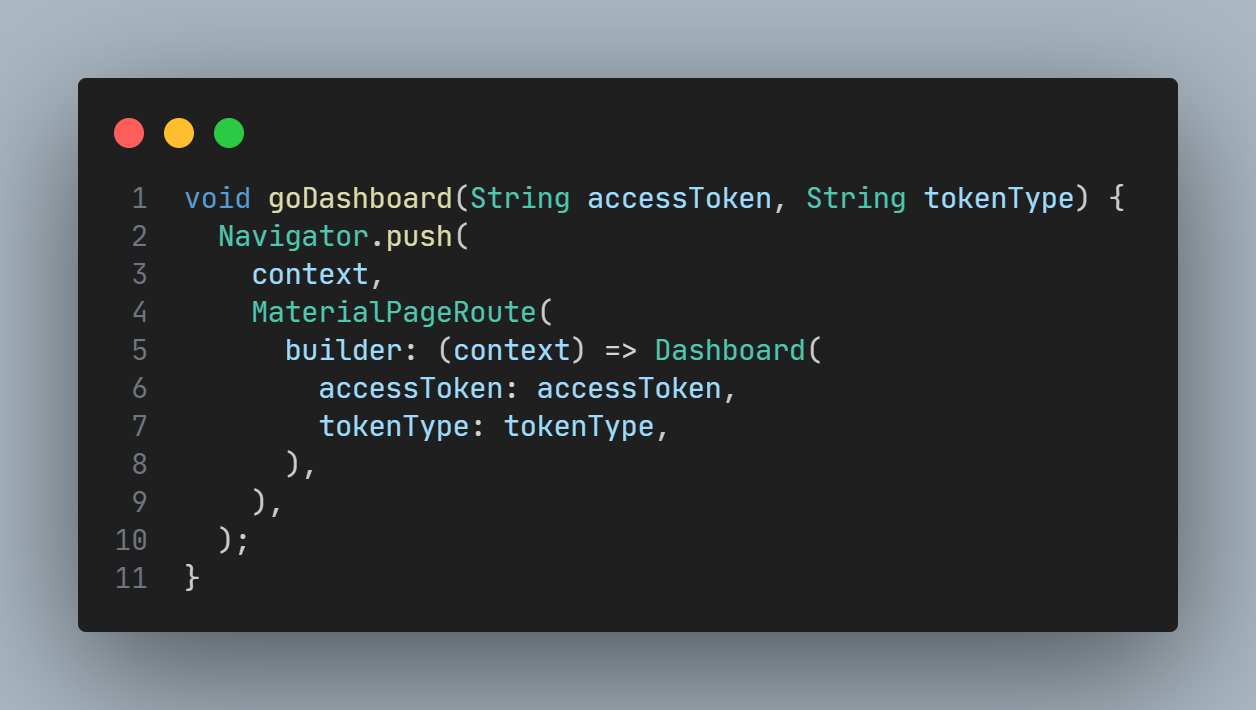 1 void goDashboard(String accessToken, String tokenType) {
2   Navigator.push(
3     context,
4     MaterialPageRoute(
5       builder: (context) => Dashboard(
6         accessToken: accessToken,
7         tokenType: tokenType,
8       ),
9     ),
10   );
11 }